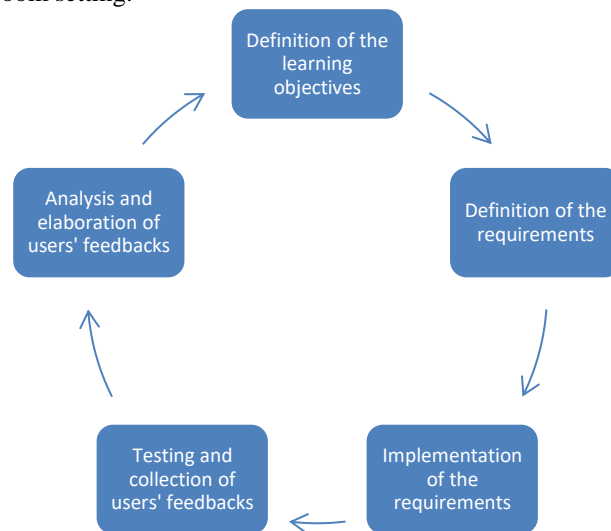 Definition of the
learning
objectives
Definition of the
requirements
Implementation
of the
requirements
Testing and
collection of
users' feedbacks
Analysis and
elaboration of
users' feedbacks